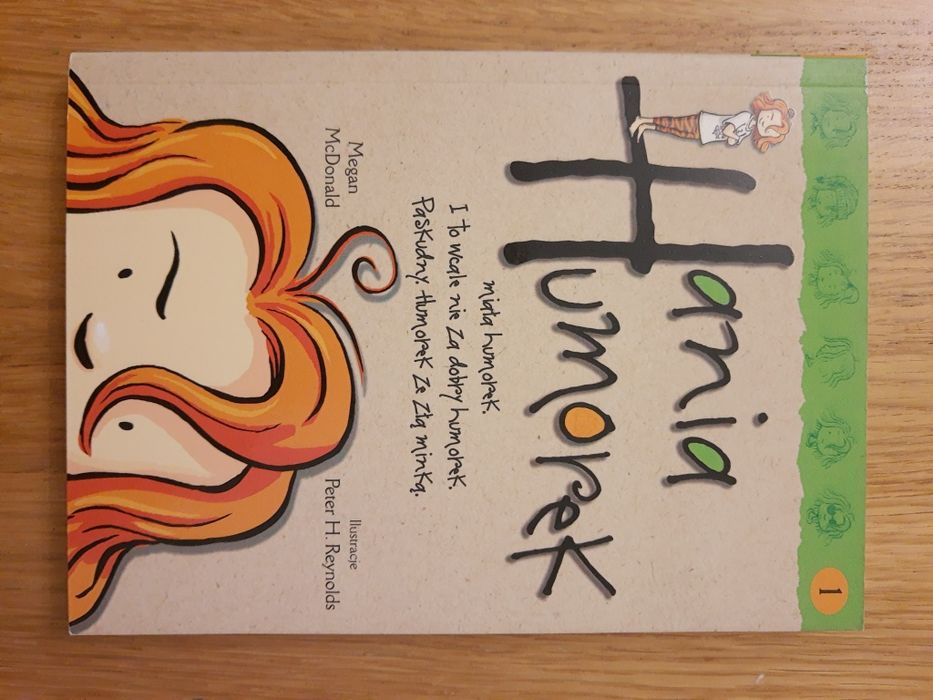 1
Hania
Humorek
miała humorek.
I to wcale nie za dobry humorek.
Paskudny. Humorek ze złą minką.
Megan
McDonald
Ilustracje
Peter H. Reynolds